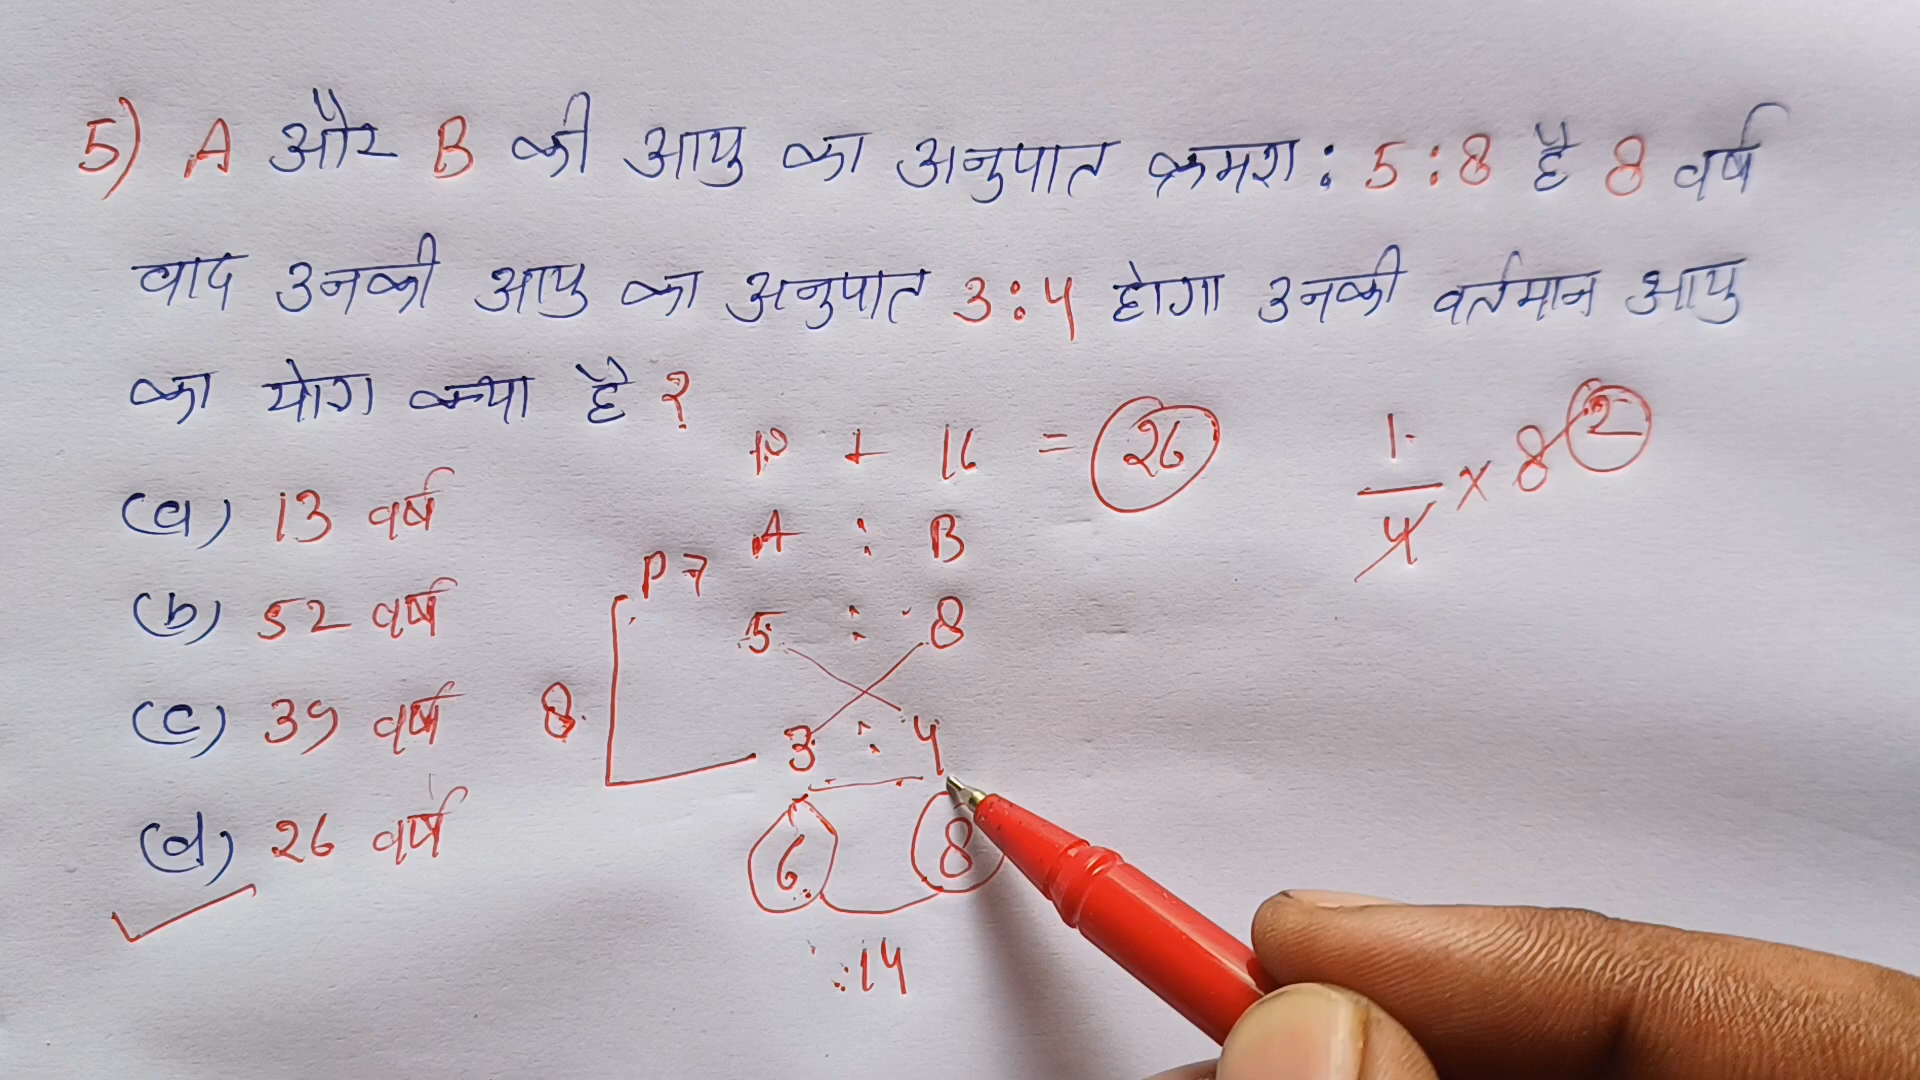 5) A और B की आयु का अनुपात क्रमश : 5 : 8 है 8 वर्ष
वाद उनकी आयु का अनुपात 3 : 4 होगा उनकी वर्तमान आयु
का योग क्या है ?
10 + 16 = 26
1/4 × 8 2
(a) 13 वर्ष
A : B
P 7
(b) 52 वर्ष
5 : 8
(c) 39 वर्ष
8
3 : 4
(d) 26 वर्ष
6 8
14